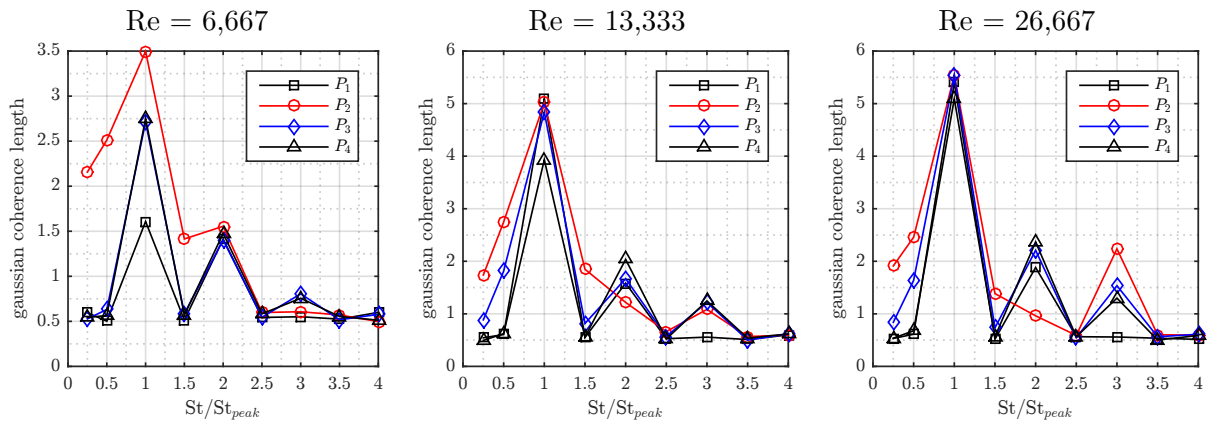 Re = 6,667
3.5
3
2.5
2
1.5
1
0.5
0
gaussian coherence length
P1
P2
P3
P4
0 0.5 1 1.5 2 2.5 3 3.5 4
St/St_peak
Re = 13,333
6
5
4
3
2
1
0
gaussian coherence length
P1
P2
P3
P4
0 0.5 1 1.5 2 2.5 3 3.5 4
St/St_peak
Re = 26,667
6
5
4
3
2
1
0
gaussian coherence length
P1
P2
P3
P4
0 0.5 1 1.5 2 2.5 3 3.5 4
St/St_peak